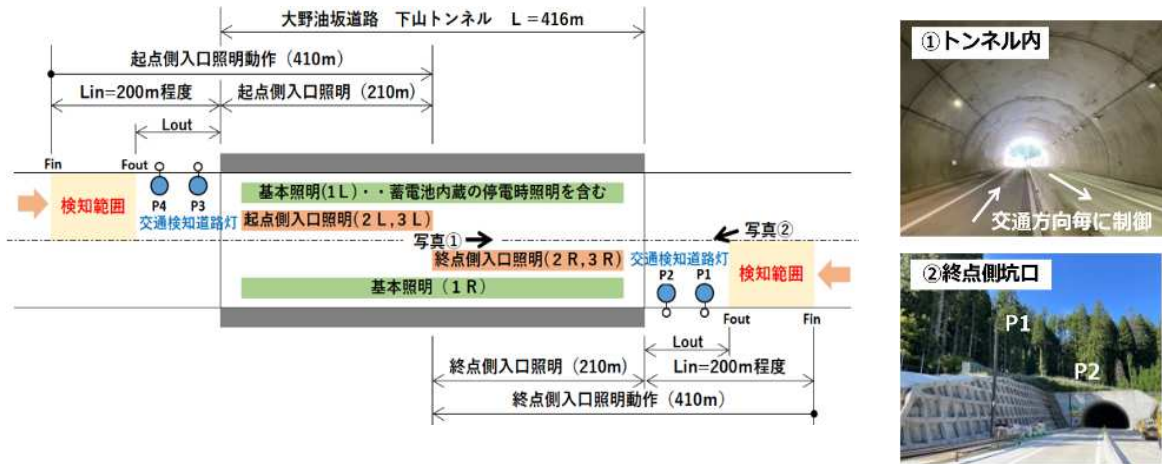 大野油坂道路 下山トンネル L=416m
起点側入口照明動作(410m)
Lin=200m程度
起点側入口照明(210m)
Lout
Fin
Fout
P4
P3
検知範囲
交通検知道路灯
基本照明(1L)・・蓄電池内蔵の停電時照明を含む
起点側入口照明(2L,3L)
写真①
写真②
終点側入口照明(2R,3R)
交通検知道路灯
P2
P1
検知範囲
基本照明(1R)
Fout
Fin
Lout
終点側入口照明(210m)
Lin=200m程度
終点側入口照明動作(410m)
①トンネル内
交通方向毎に制御
②終点側坑口
P1
P2